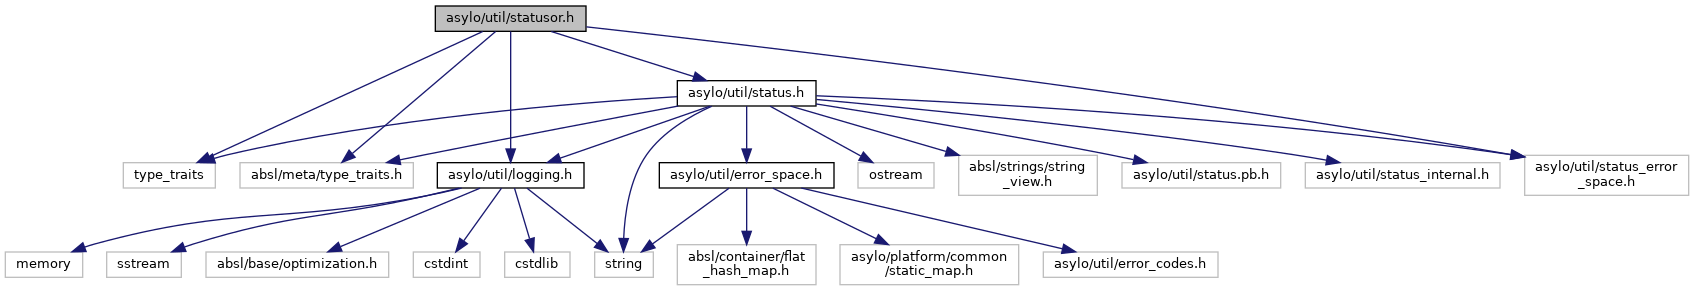 asylo/util/statusor.h
asylo/util/status.h
type_traits
absl/meta/type_traits.h
asylo/util/logging.h
asylo/util/error_space.h
ostream
absl/strings/string
_view.h
asylo/util/status.pb.h
asylo/util/status_internal.h
asylo/util/status_error
_space.h
memory
sstream
absl/base/optimization.h
cstdint
cstdlib
string
absl/container/flat
_hash_map.h
asylo/platform/common
/static_map.h
asylo/util/error_codes.h